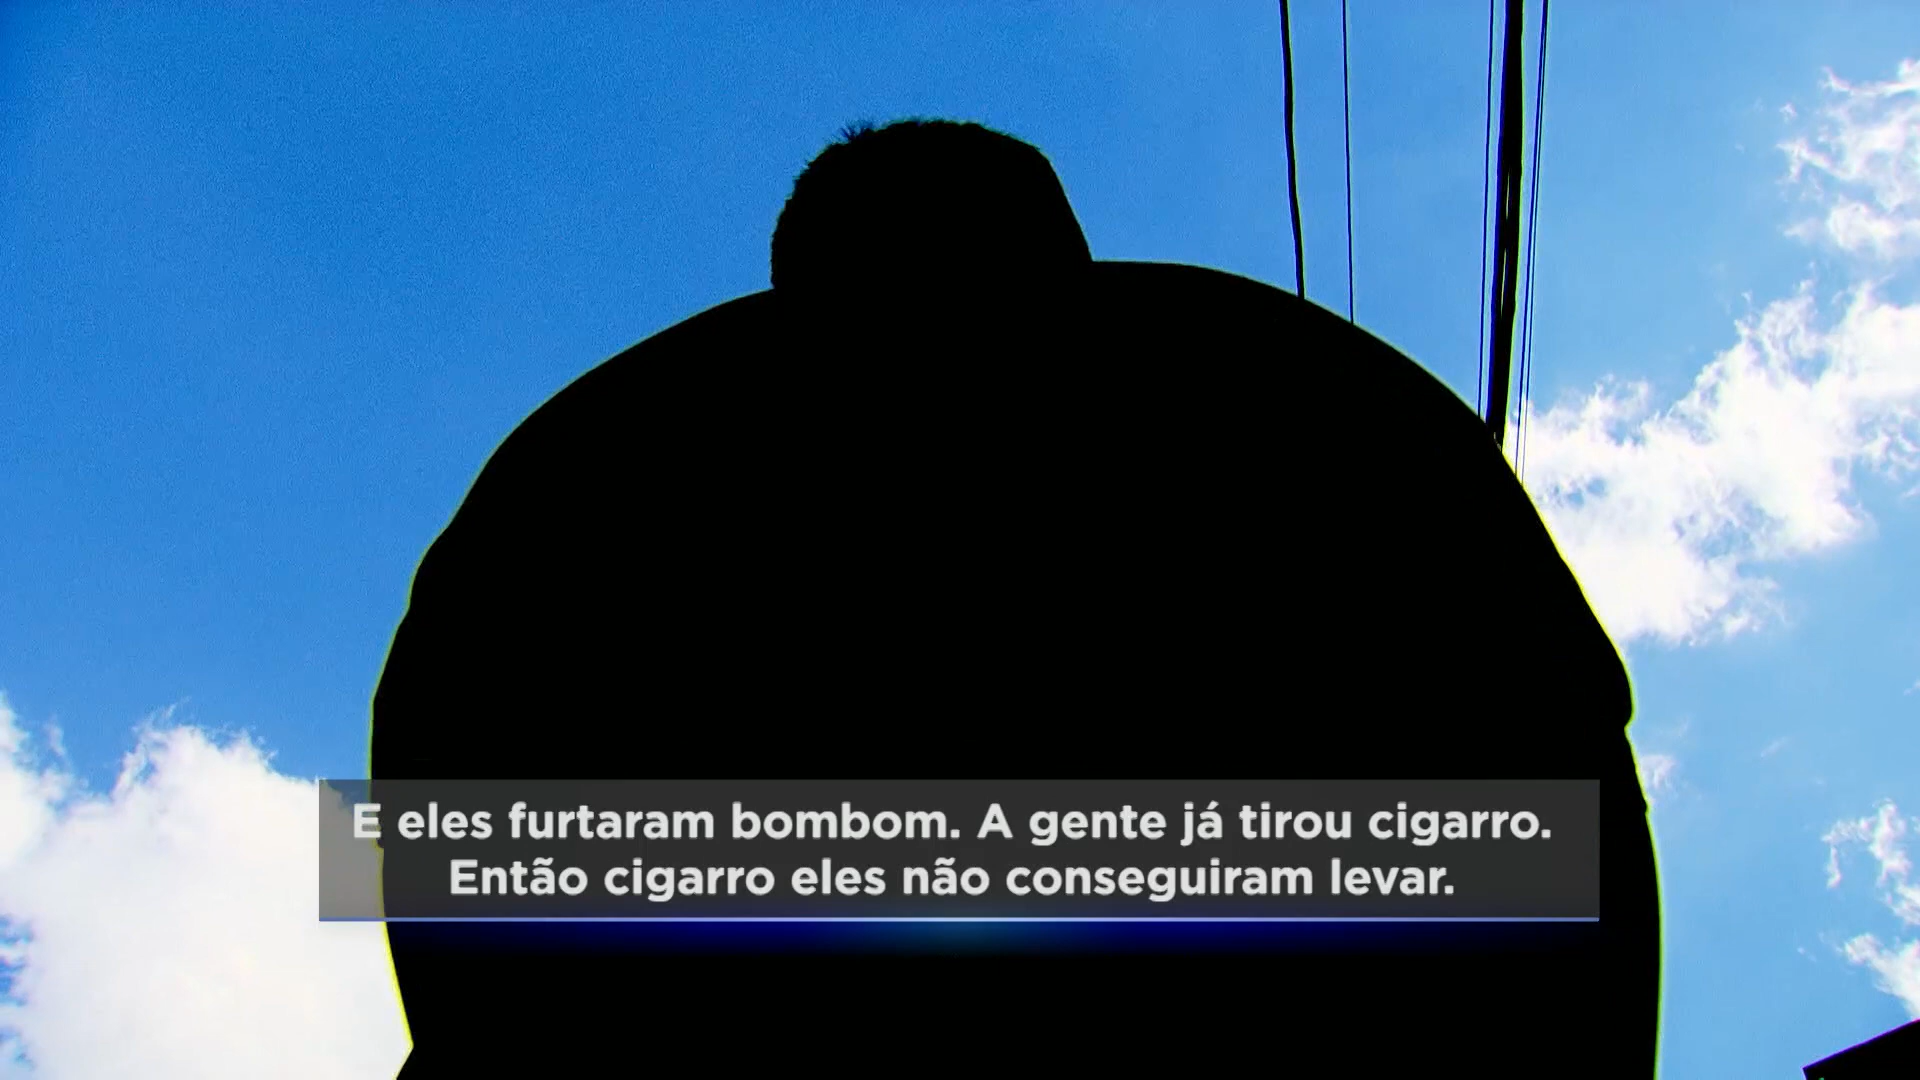 E eles furtaram bombom. A gente já tirou cigarro.
Então cigarro eles não conseguiram levar.